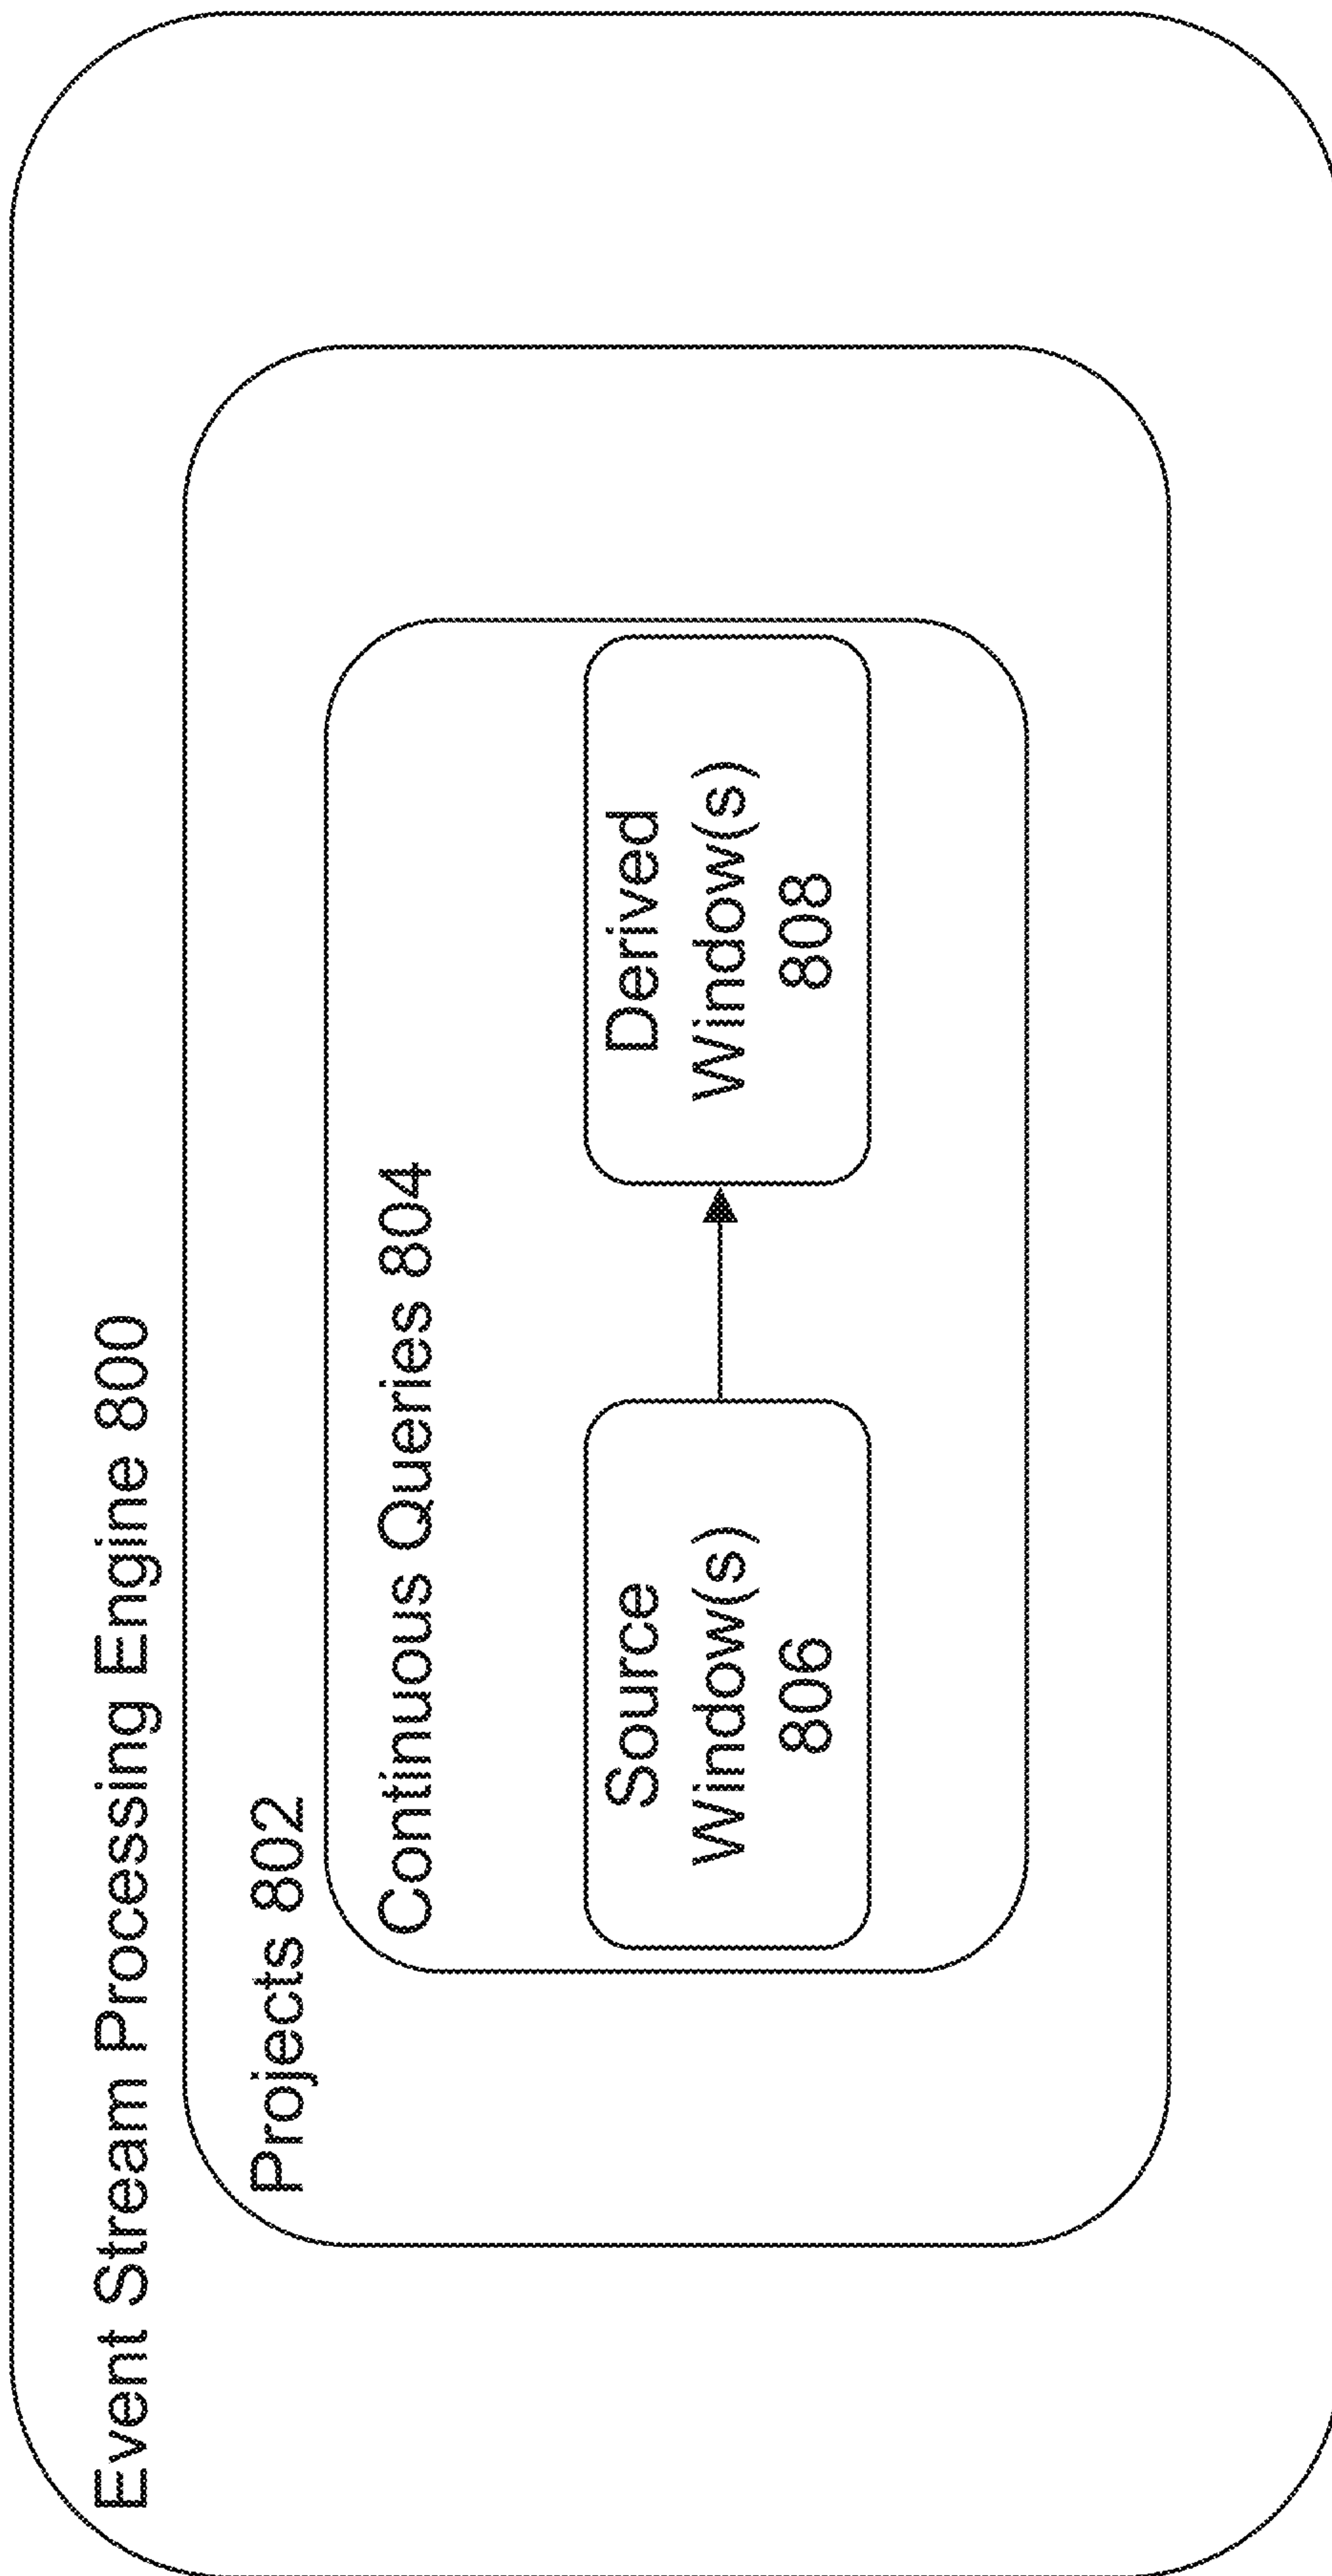 Event Stream Processing Engine 800
Projects 802
Continuous Queries 804
Source
Window(s)
806
Derived
Window(s)
808